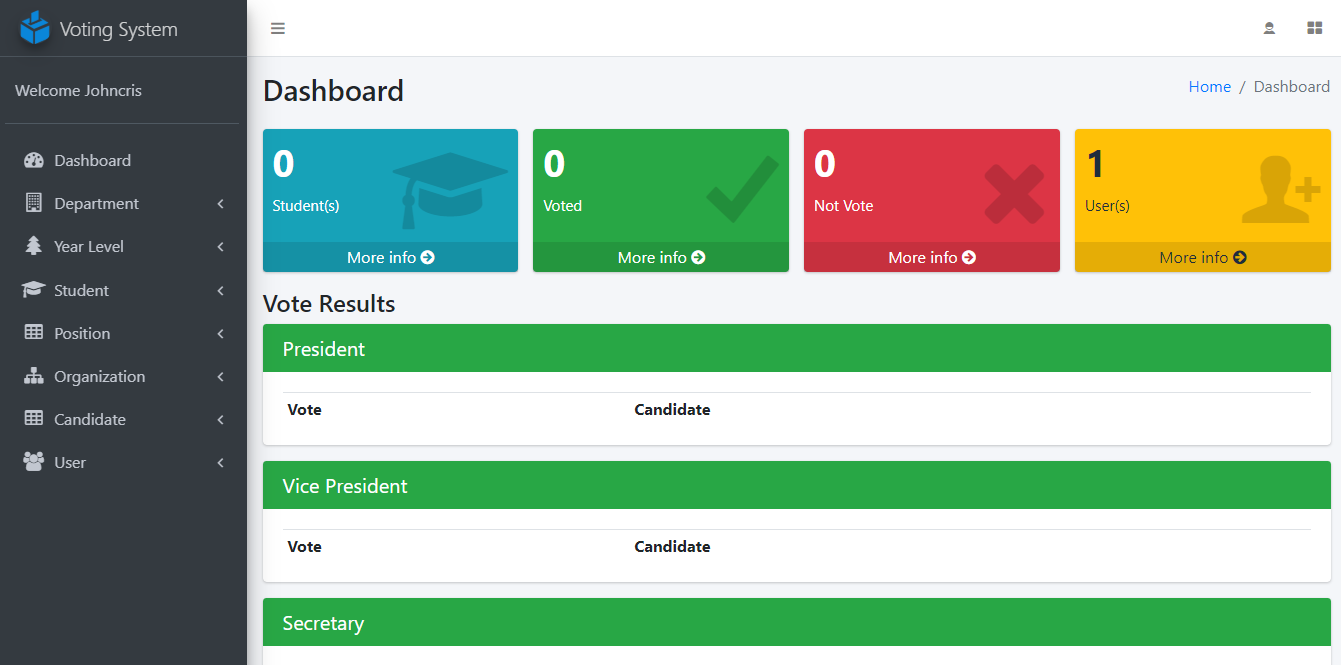 Voting System
Welcome Johncris
Dashboard
Department
Year Level
Student
Position
Organization
Candidate
User
Dashboard
Home / Dashboard
0
Student(s)
More info
0
Voted
More info
0
Not Vote
More info
1
User(s)
More info
Vote Results
President
Vote Candidate
Vice President
Vote Candidate
Secretary